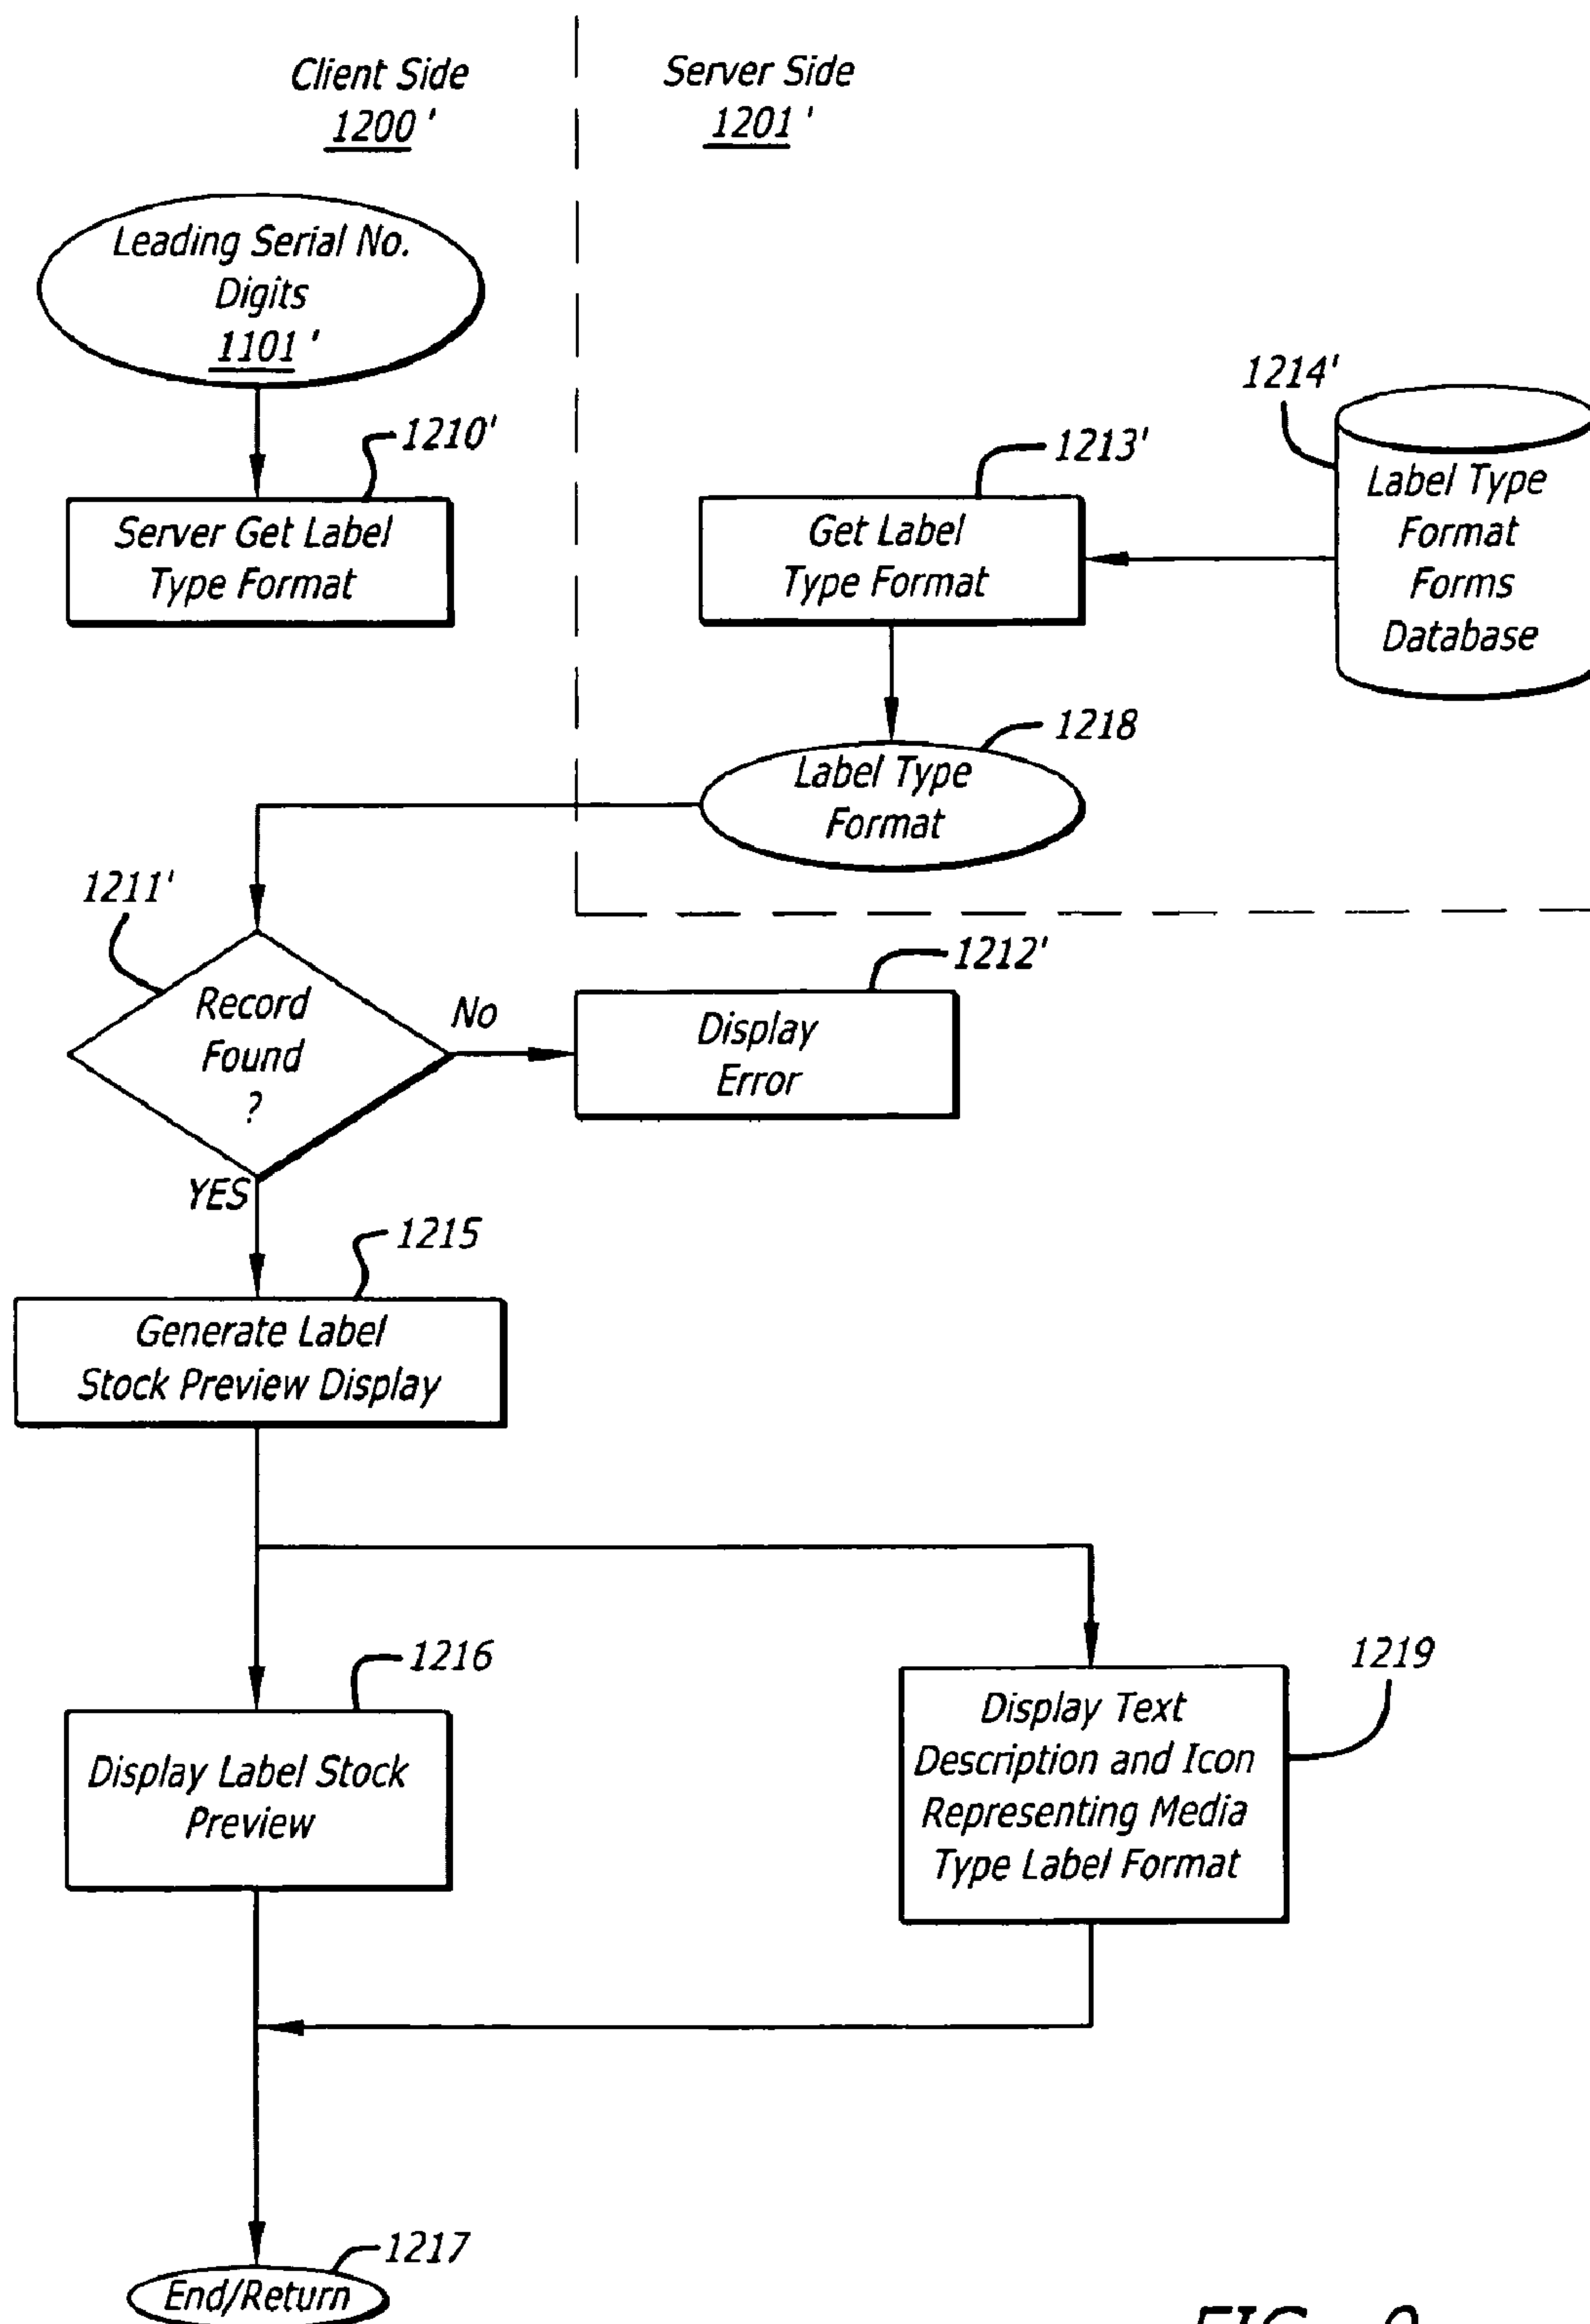 Client Side
1200'
Server Side
1201'
Leading Serial No.
Digits
1101'
1210'
Server Get Label
Type Format
1213'
Get Label
Type Format
1214'
Label Type
Format
Forms
Database
1218
Label Type
Format
1211'
Record
Found
?
No
1212'
Display
Error
YES
1215
Generate Label
Stock Preview Display
1216
Display Label Stock
Preview
1219
Display Text
Description and Icon
Representing Media
Type Label Format
1217
End/Return